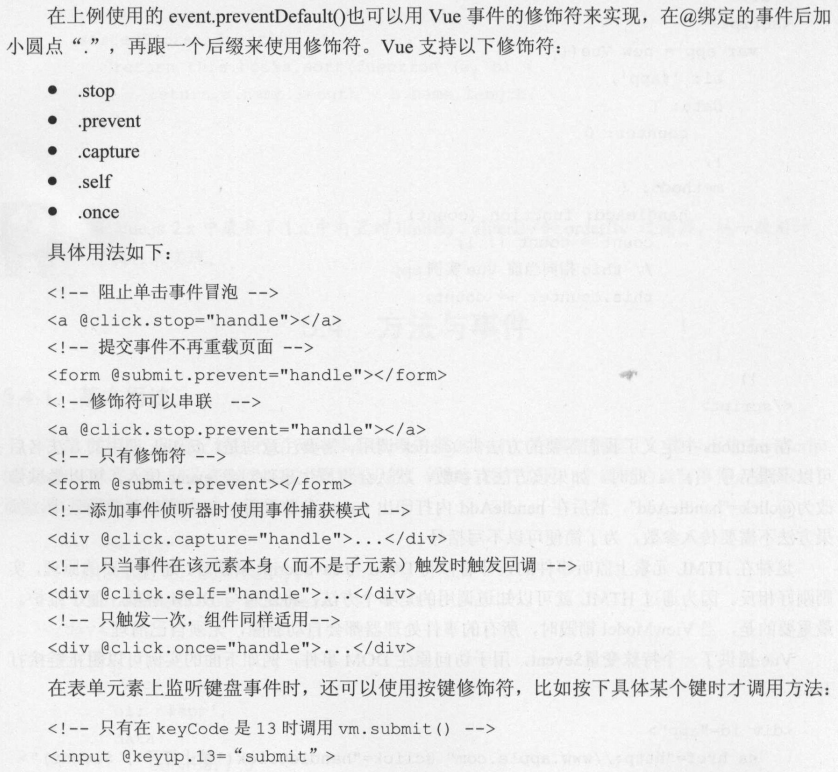 在上例使用的 event.preventDefault()也可以用 Vue 事件的修饰符来实现，在@绑定的事件后加
小圆点“.”，再跟一个后缀来使用修饰符。Vue 支持以下修饰符：
● .stop
● .prevent
● .capture
● .self
● .once
具体用法如下：
<!-- 阻止单击事件冒泡 -->
<a @click.stop="handle"></a>
<!-- 提交事件不再重载页面 -->
<form @submit.prevent="handle"></form>
<!--修饰符可以串联 -->
<a @click.stop.prevent="handle"></a>
<!-- 只有修饰符 -->
<form @submit.prevent></form>
<!--添加事件侦听器时使用事件捕获模式 -->
<div @click.capture="handle">...</div>
<!-- 只当事件在该元素本身（而不是子元素）触发时触发回调 -->
<div @click.self="handle">...</div>
<!-- 只触发一次，组件同样适用-->
<div @click.once="handle">...</div>
在表单元素上监听键盘事件时，还可以使用按键修饰符，比如按下具体某个键时才调用方法：
<!-- 只有在 keyCode 是 13 时调用 vm.submit() -->
<input @keyup.13=“submit”>